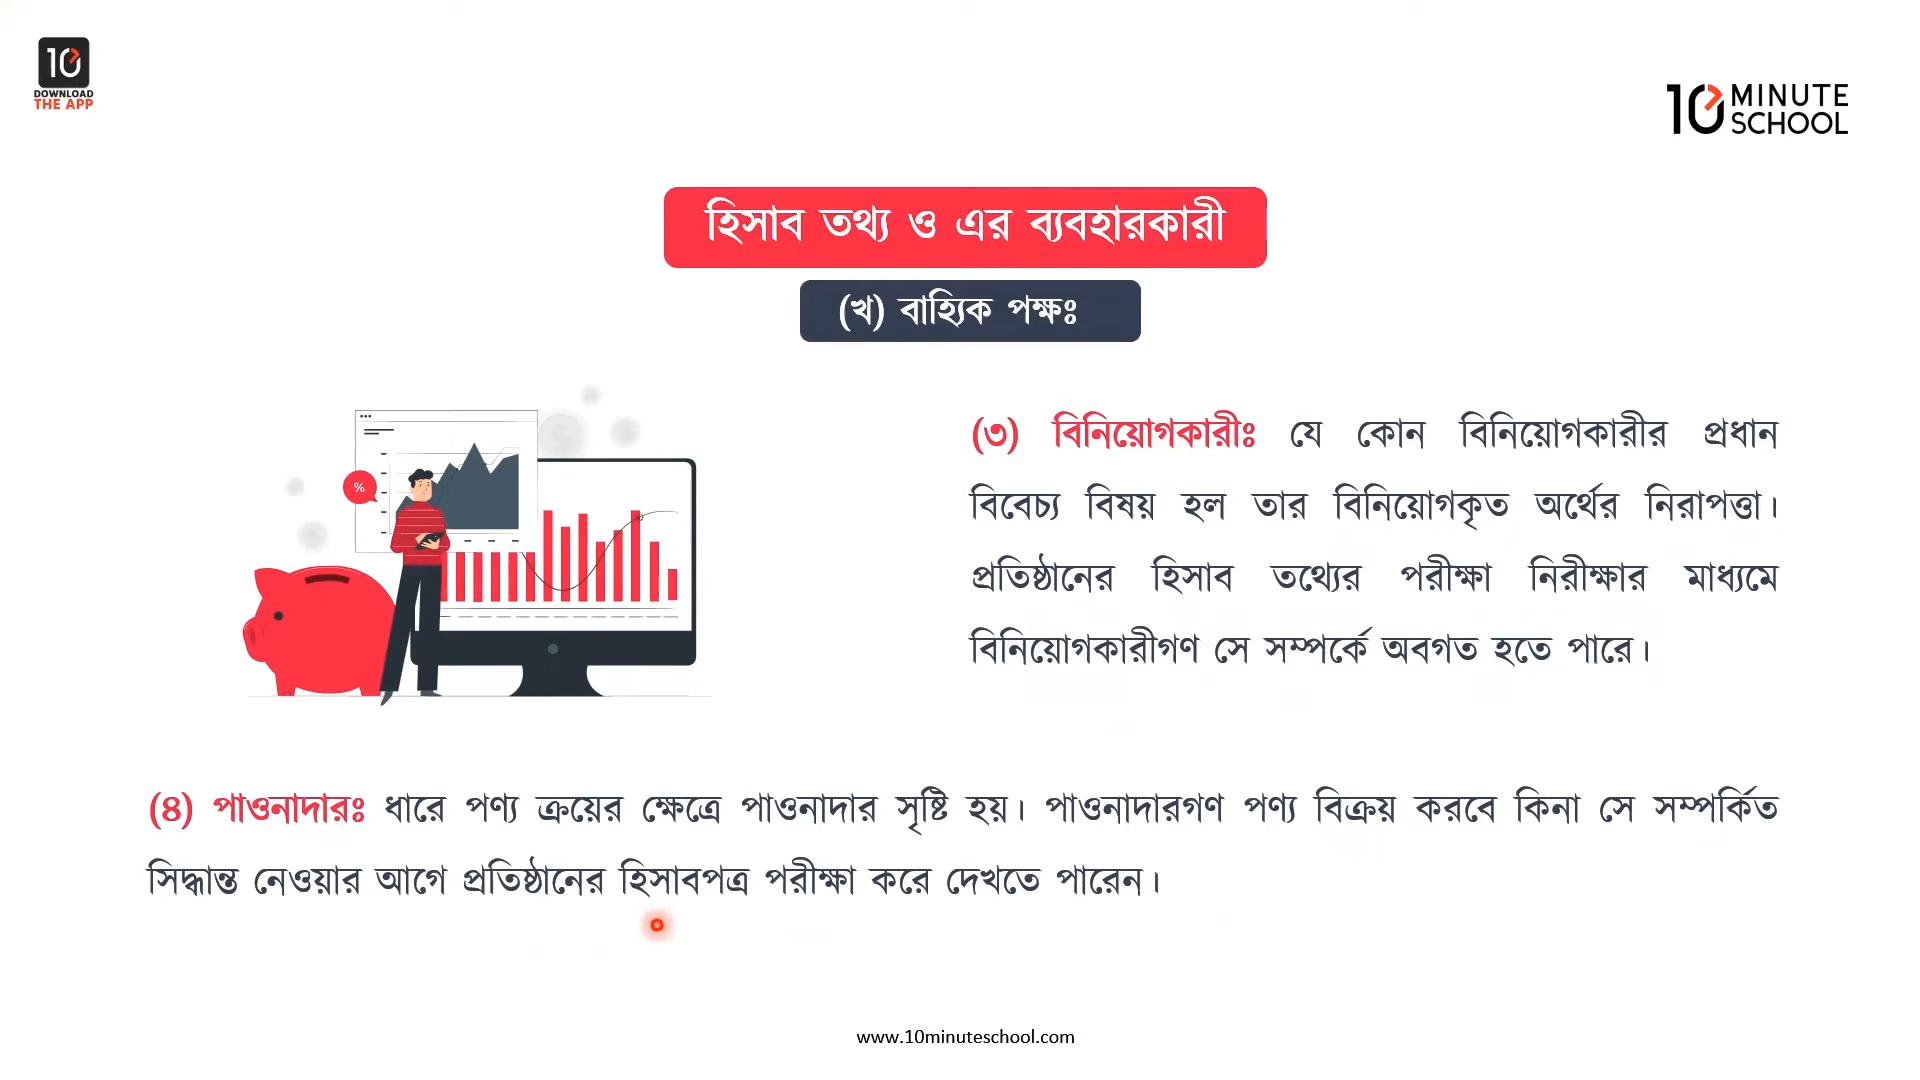 10
DOWNLOAD
THE APP
10 MINUTE
SCHOOL
হিসাব তথ্য ও এর ব্যবহারকারী
(খ) বাহ্যিক পক্ষঃ
%
(৩) বিনিয়োগকারীঃ যে কোন বিনিয়োগকারীর প্রধান
বিবেচ্য বিষয় হল তার বিনিয়োগকৃত অর্থের নিরাপত্তা।
প্রতিষ্ঠানের হিসাব তথ্যের পরীক্ষা নিরীক্ষার মাধ্যমে
বিনিয়োগকারীগণ সে সম্পর্কে অবগত হতে পারে।
(৪) পাওনাদারঃ ধারে পণ্য ক্রয়ের ক্ষেত্রে পাওনাদার সৃষ্টি হয়। পাওনাদারগণ পণ্য বিক্রয় করবে কিনা সে সম্পর্কিত
সিদ্ধান্ত নেওয়ার আগে প্রতিষ্ঠানের হিসাবপত্র পরীক্ষা করে দেখতে পারেন।
www.10minuteschool.com